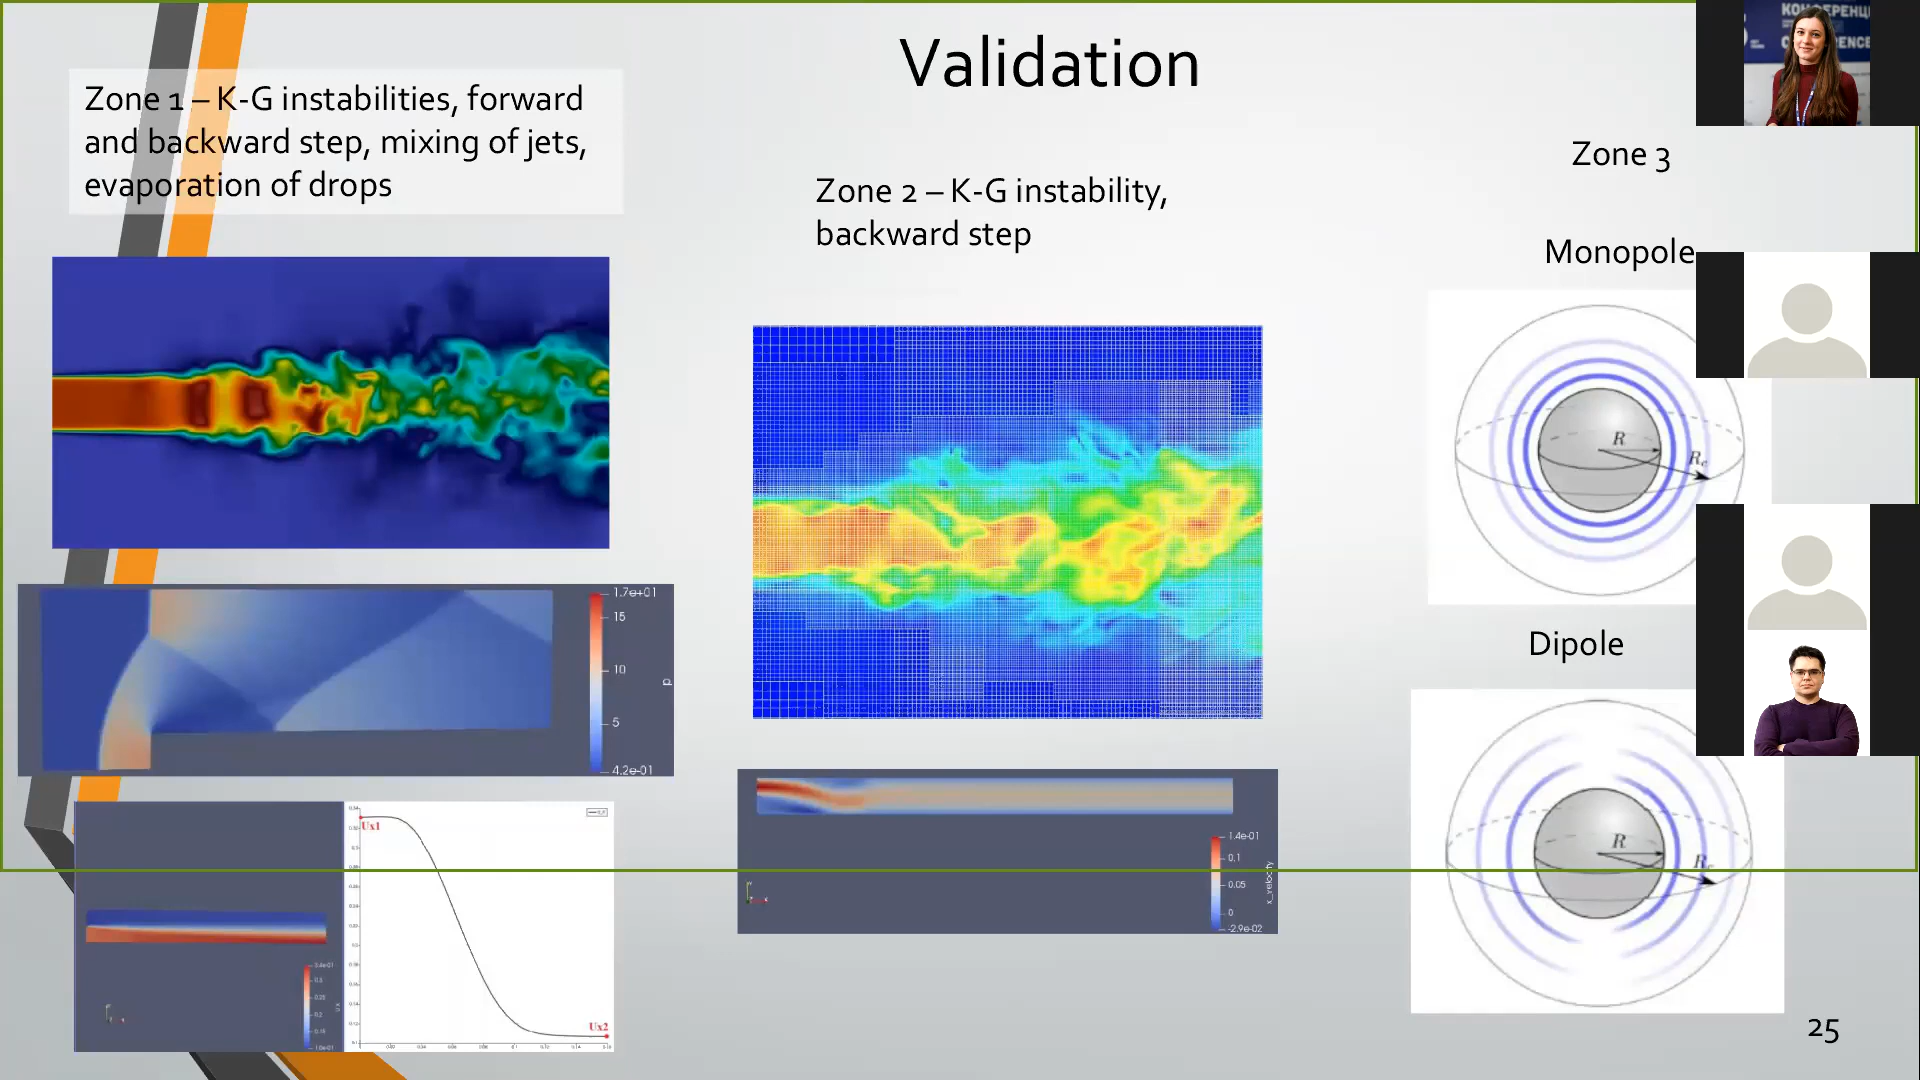 Validation
Zone 1 – K-G instabilities, forward
and backward step, mixing of jets,
evaporation of drops
Zone 2 – K-G instability,
backward step
Zone 3
Monopole
R
Dipole
R
1.7e+01
15
10
5
4.2e-01
p
Ux1
Ux2
1.4e-01
0.1
0.05
0
-2.9e-02
x_velocity
25